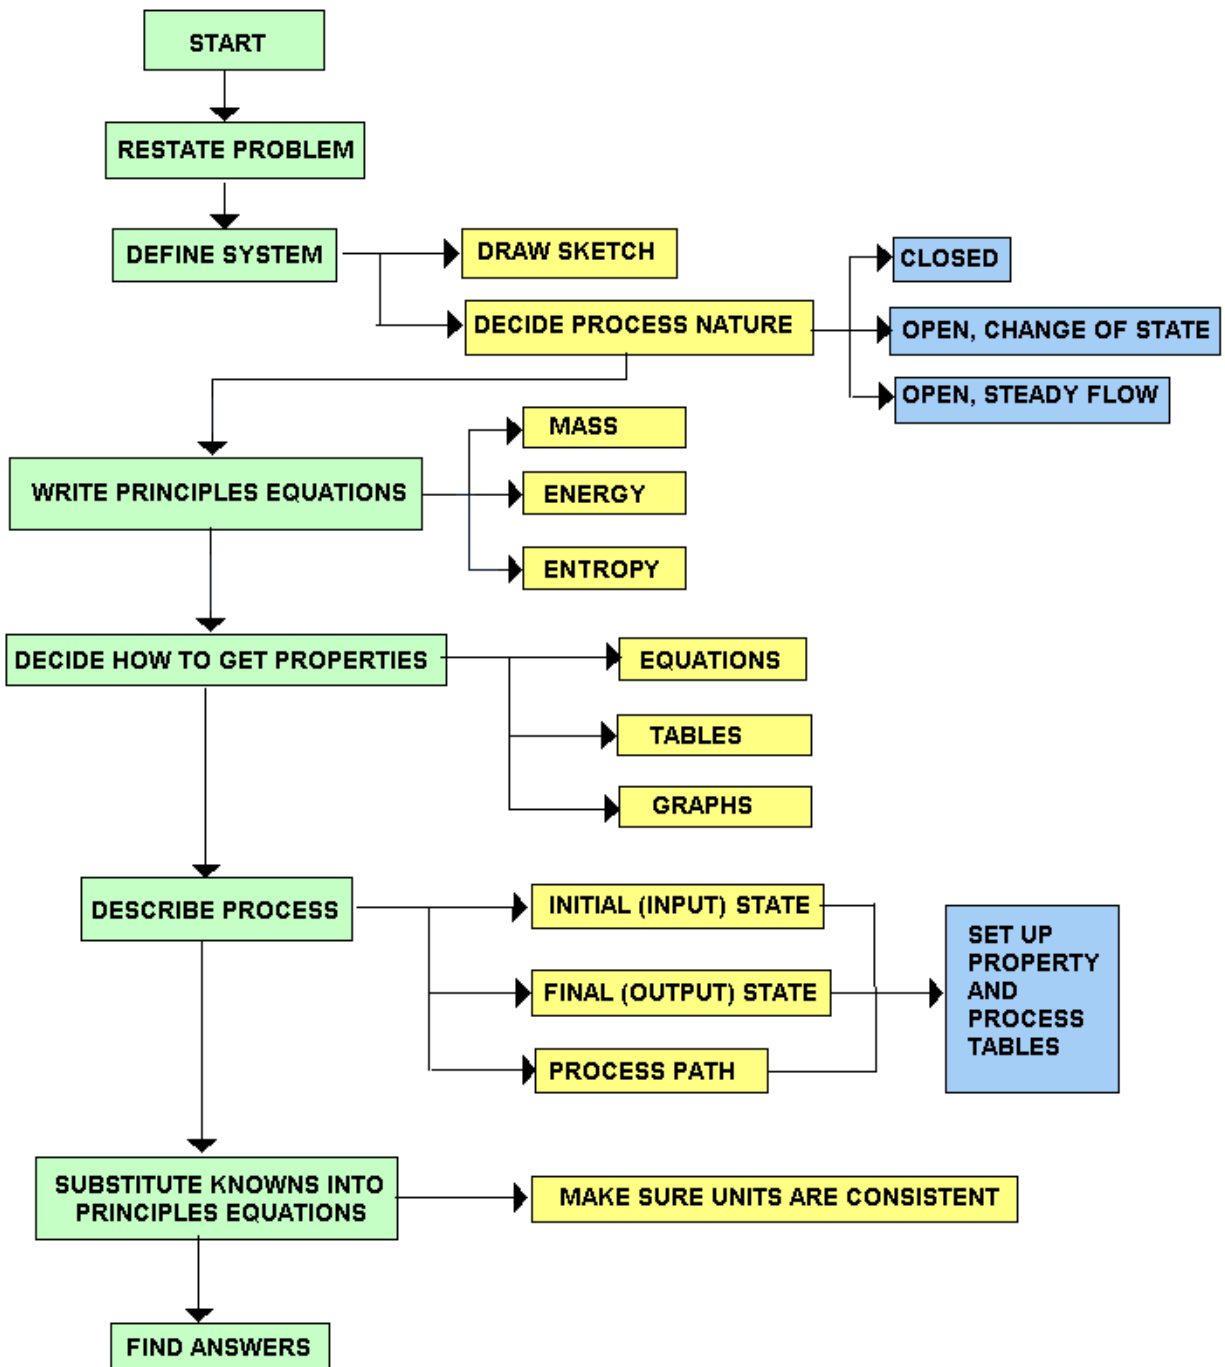 START
RESTATE PROBLEM
DEFINE SYSTEM
DRAW SKETCH
DECIDE PROCESS NATURE
CLOSED
OPEN, CHANGE OF STATE
OPEN, STEADY FLOW
WRITE PRINCIPLES EQUATIONS
MASS
ENERGY
ENTROPY
DECIDE HOW TO GET PROPERTIES
EQUATIONS
TABLES
GRAPHS
DESCRIBE PROCESS
INITIAL (INPUT) STATE
FINAL (OUTPUT) STATE
PROCESS PATH
SET UP
PROPERTY
AND
PROCESS
TABLES
SUBSTITUTE KNOWNS INTO
PRINCIPLES EQUATIONS
MAKE SURE UNITS ARE CONSISTENT
FIND ANSWERS